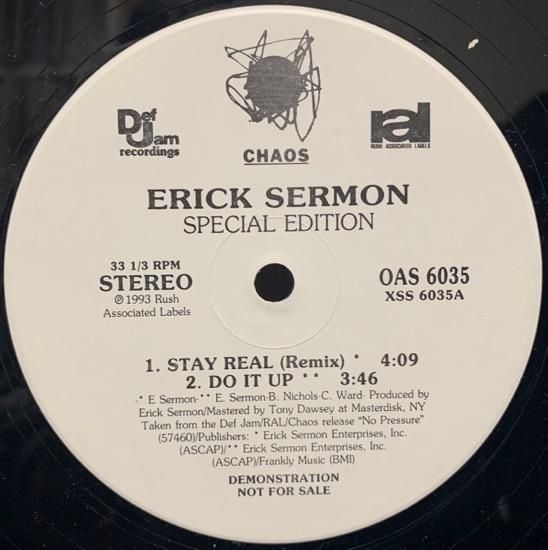 Def
Jam
recordings
CHAOS
ral
RUSH ASSOCIATED LABELS
ERICK SERMON
SPECIAL EDITION
33 1/3 RPM
STEREO
℗ 1993 Rush
Associated Labels
OAS 6035
XSS 6035A
1. STAY REAL (Remix) * 4:09
2. DO IT UP ** 3:46
·* E Sermon·** E. Sermon-B. Nichols-C. Ward· Produced by
Erick Sermon/Mastered by Tony Dawsey at Masterdisk, NY
Taken from the Def Jam/RAL/Chaos release "No Pressure"
(57460)/Publishers: * Erick Sermon Enterprises, Inc.
(ASCAP)/** Erick Sermon Enterprises, Inc.
(ASCAP)/Frankly Music (BMI)
DEMONSTRATION
NOT FOR SALE